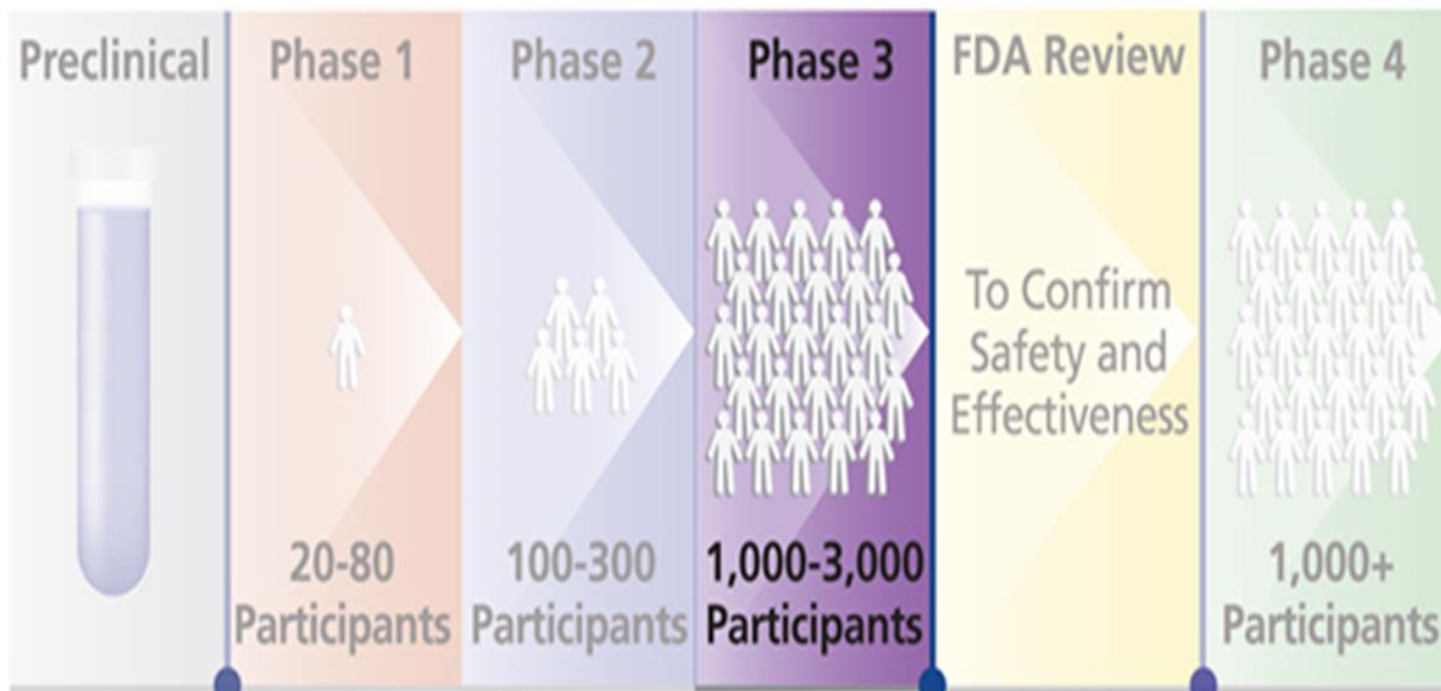 Preclinical
Phase 1
Phase 2
Phase 3
FDA Review
Phase 4
To Confirm
Safety and
Effectiveness
20-80
Participants
100-300
Participants
1,000-3,000
Participants
1,000+
Participants